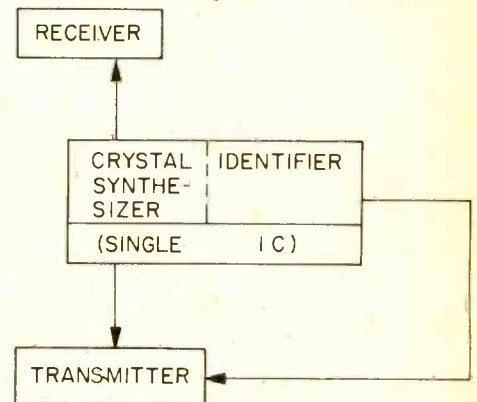 RECEIVER
CRYSTAL IDENTIFIER
SYNTHE-
SIZER
(SINGLE IC)
TRANSMITTER